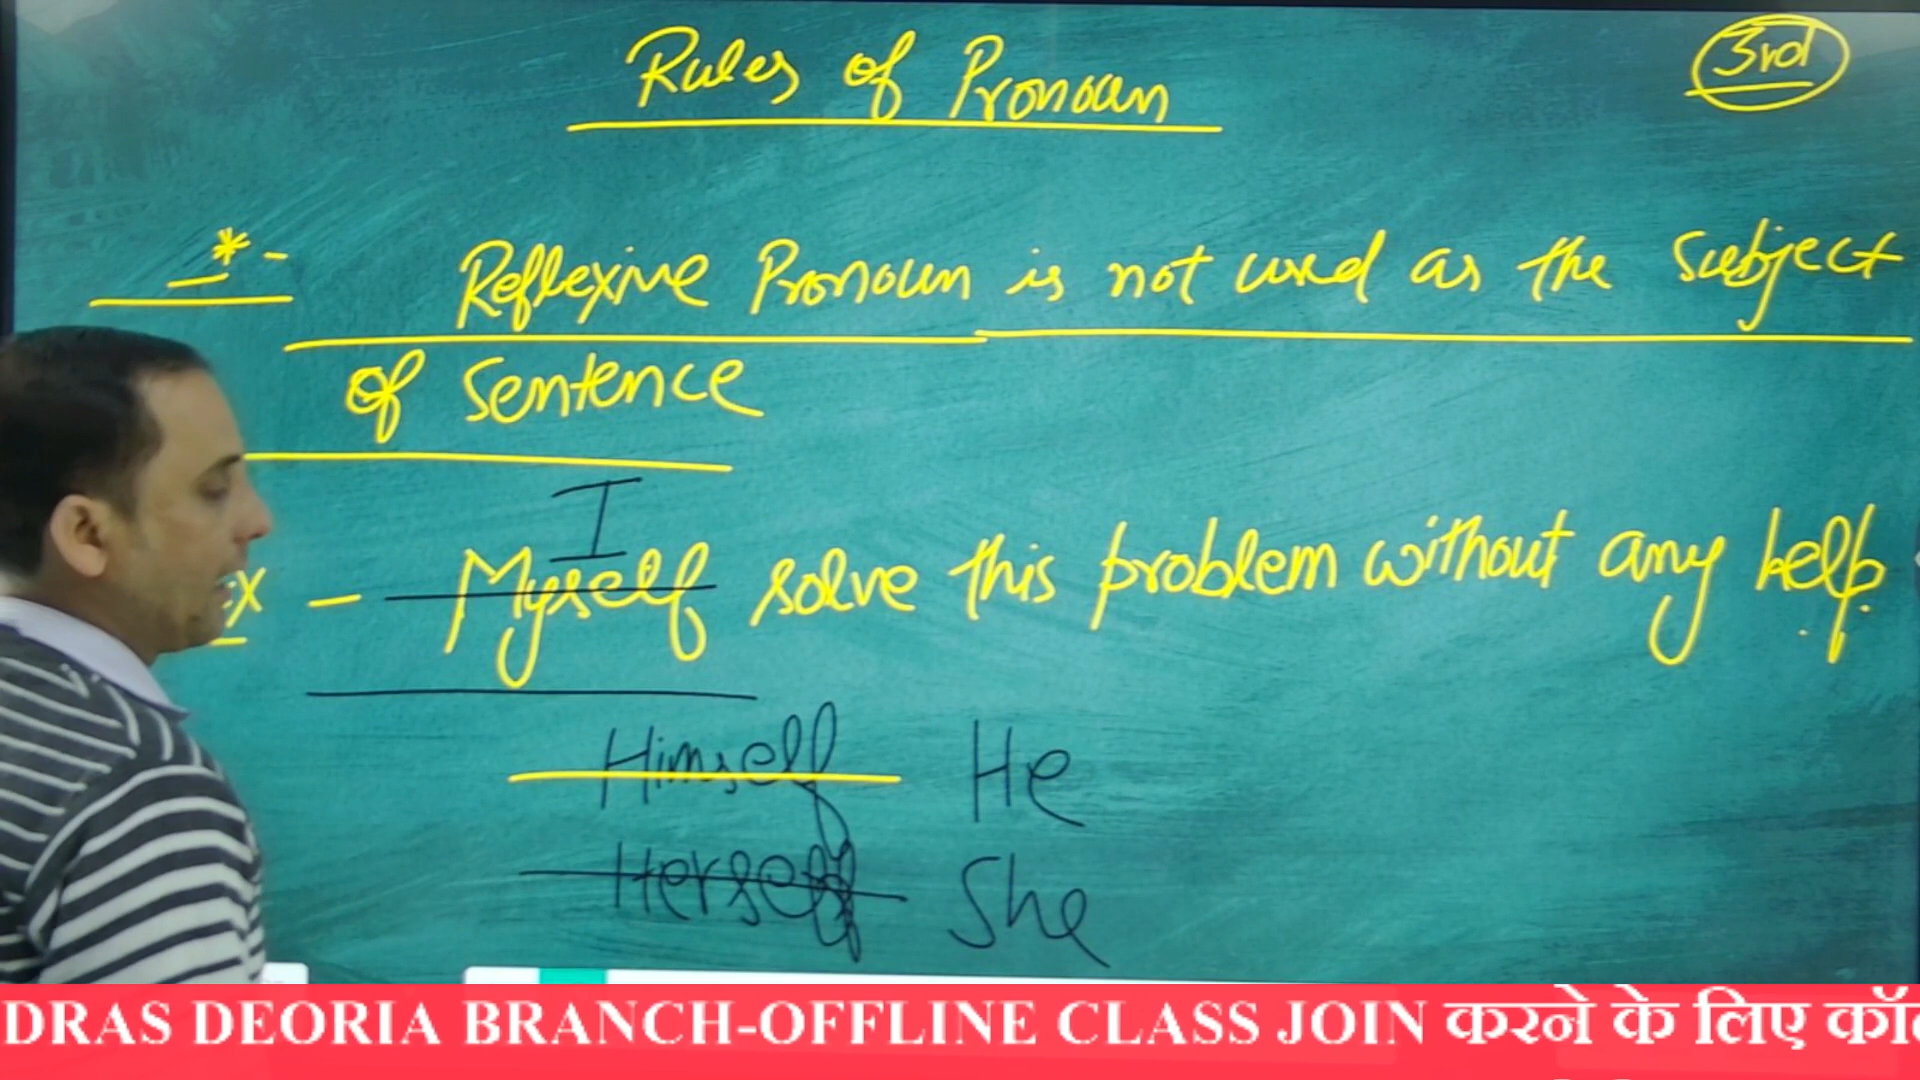 Rules of Pronoun
3rd
* - Reflexive Pronoun is not used as the subject
of sentence
I
Ex - Myself solve this problem without any help.
Himself He
Herself She
DRAS DEORIA BRANCH-OFFLINE CLASS JOIN करने के लिए